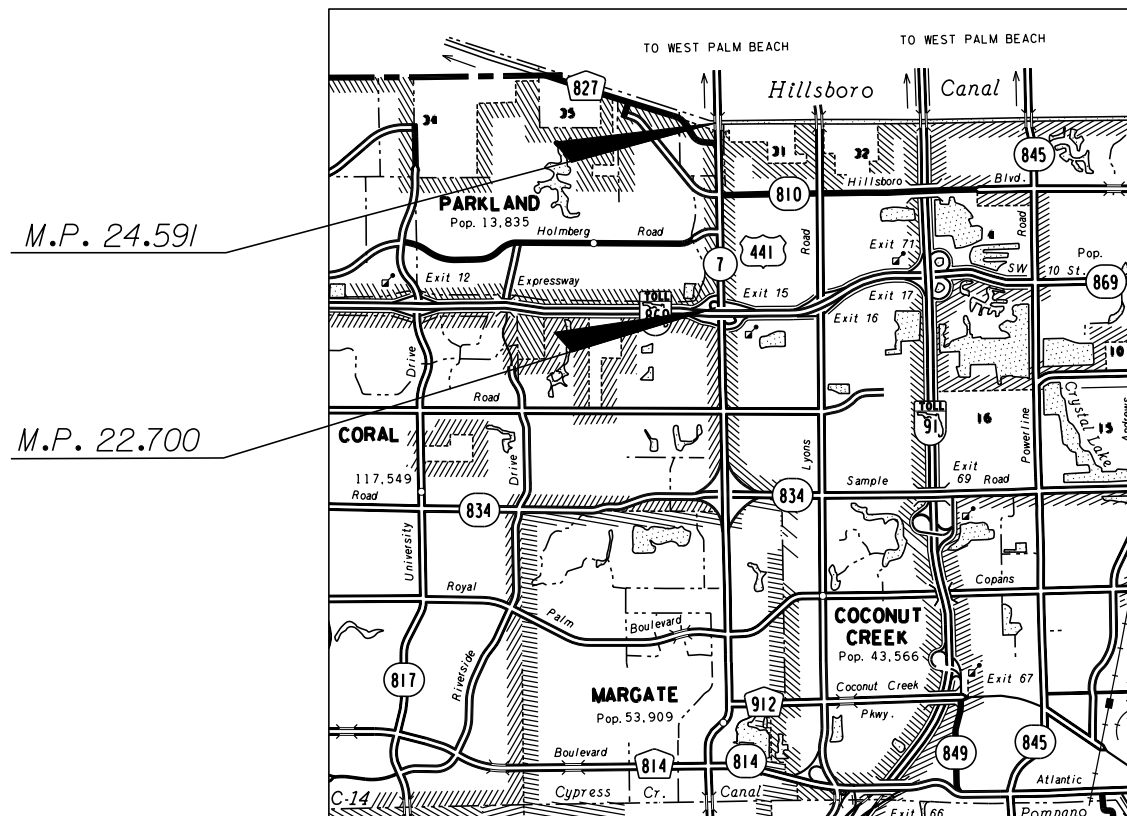 TO WEST PALM BEACH
TO WEST PALM BEACH
Hillsboro Canal
827
34
35
31
32
845
810
Hillsboro Blvd.
PARKLAND
Pop. 13,835
M.P. 24.591
Holmberg Road
441
7
Road
Exit 71
4
Road
Pop.
SW 10 St.
869
Exit 12
Expressway
TOLL
869
Exit 15
Exit 17
Exit 16
10
Drive
Road
TOLL
91
16
Crystal Lake
15
Andrews
Powerline
M.P. 22.700
CORAL
117,549
Road
Drive
Lyons
834
834
Sample Road
Exit
69
University
Royal Palm Boulevard
Copans
COCONUT
CREEK
Pop. 43,566
817
Riverside
MARGATE
Pop. 53,909
912
Coconut Creek
Pkwy.
Exit 67
849
845
Boulevard
814
814
Atlantic
C-14
Cypress Cr. Canal
Exit 66
Pompano